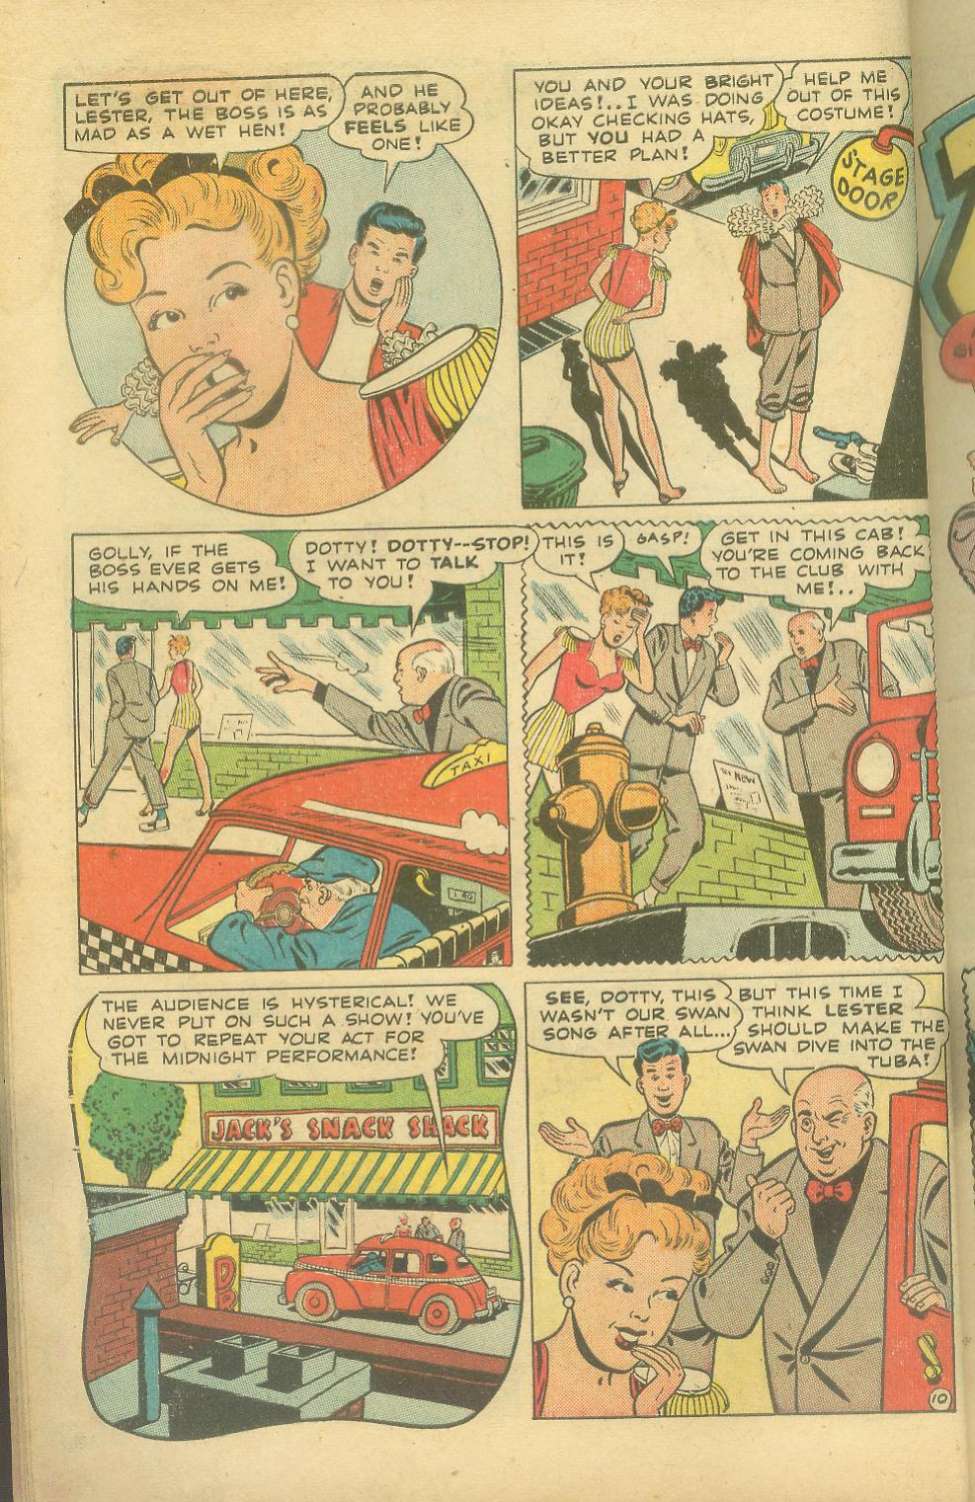 LET'S GET OUT OF HERE,
LESTER, THE BOSS IS AS
MAD AS A WET HEN!
AND HE
PROBABLY
FEELS LIKE
ONE!
YOU AND YOUR BRIGHT
IDEAS!..I WAS DOING
OKAY CHECKING HATS,
BUT YOU HAD A
BETTER PLAN!
HELP ME
OUT OF THIS
COSTUME!
STAGE
DOOR
GOLLY, IF THE
BOSS EVER GETS
HIS HANDS ON ME!
DOTTY! DOTTY--STOP!
I WANT TO TALK
TO YOU!
TAXI
THIS IS
IT!
GASP!
GET IN THIS CAB!
YOU'RE COMING BACK
TO THE CLUB WITH
ME!..
NEW
THE AUDIENCE IS HYSTERICAL! WE
NEVER PUT ON SUCH A SHOW! YOU'VE
GOT TO REPEAT YOUR ACT FOR
THE MIDNIGHT PERFORMANCE!
JACK'S SNACK SHACK
SEE, DOTTY, THIS
WASN'T OUR SWAN
SONG AFTER ALL...
BUT THIS TIME I
THINK LESTER
SHOULD MAKE THE
SWAN DIVE INTO THE
TUBA!
10